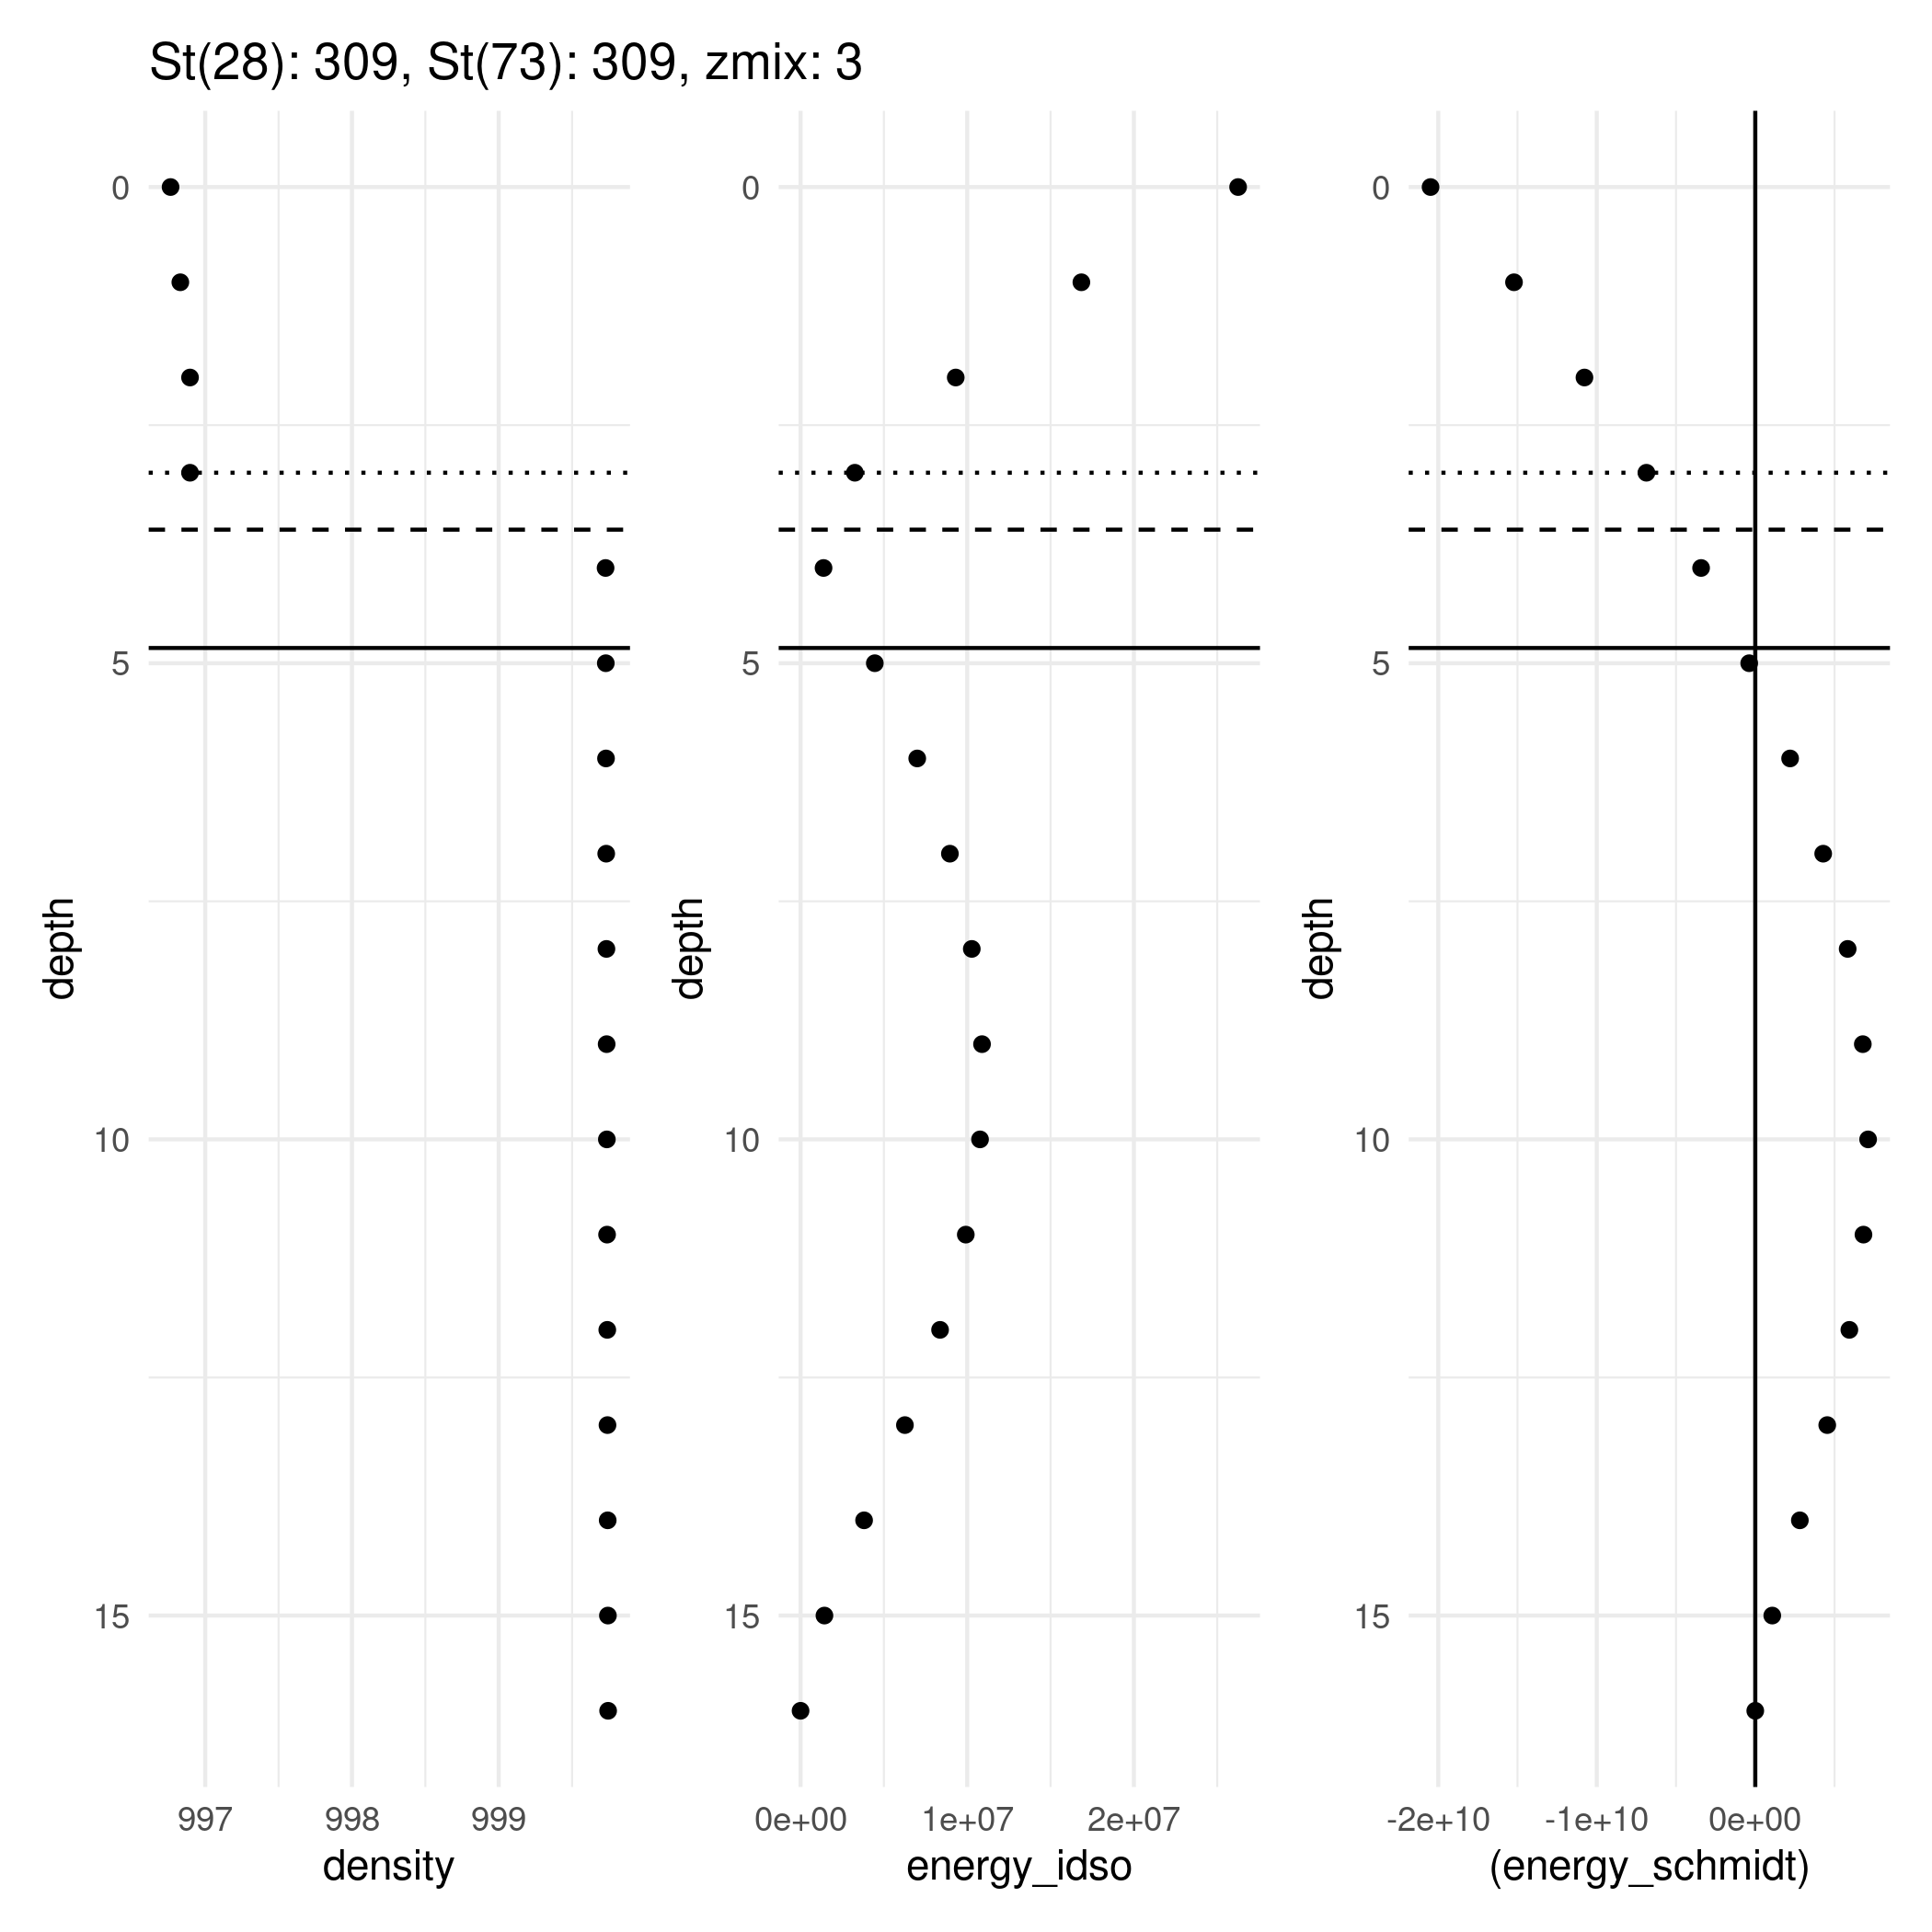 St(28): 309, St(73): 309, zmix: 3
0
5
10
15
depth
997 998 999
density
0
5
10
15
depth
0e+00 1e+07 2e+07
energy_idso
0
5
10
15
depth
-2e+10 -1e+10 0e+00
(energy_schmidt)